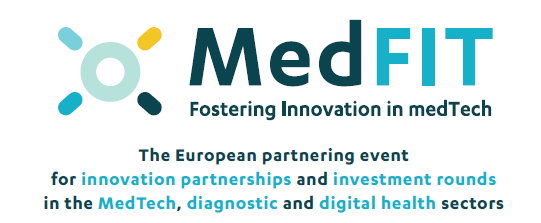 MedFIT
Fostering Innovation in medTech
The European partnering event
for innovation partnerships and investment rounds
in the MedTech, diagnostic and digital health sectors